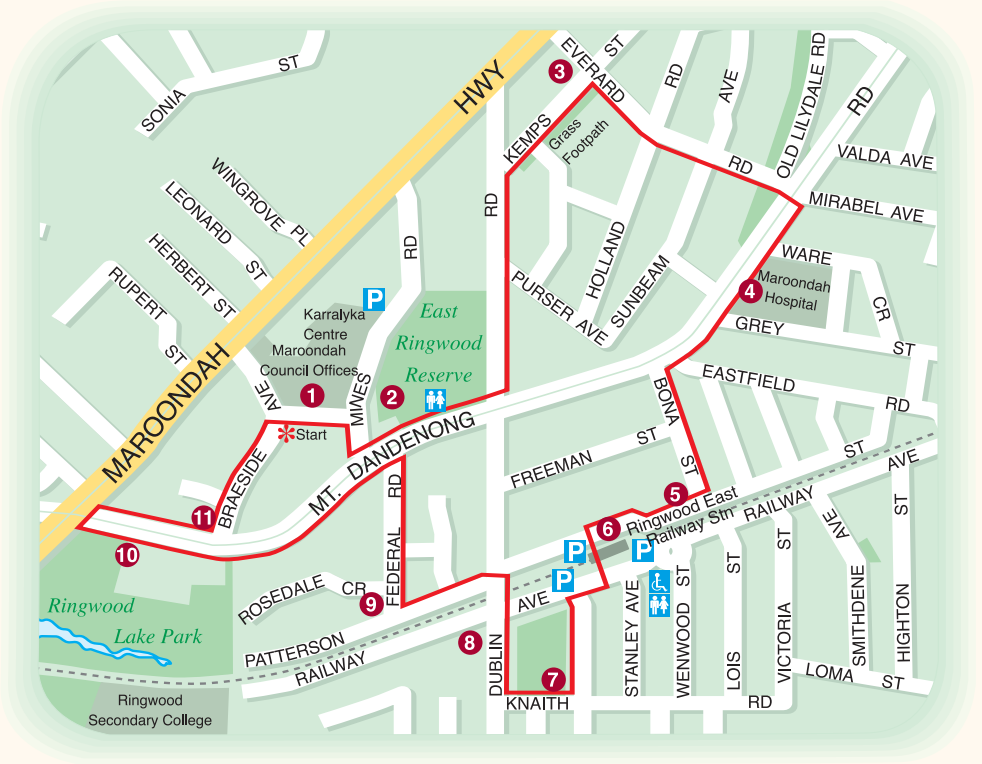 SONIA
ST
MAROONDAH
HWY
EVERARD
RD
ST
KEMPS
3
Grass
Footpath
RD
AVE
OLD LILYDALE RD
RD
VALDA AVE
MIRABEL AVE
WARE
CR
4
Maroondah
Hospital
GREY
ST
WINGROVE PL
LEONARD
ST
HERBERT ST
RUPERT
ST
RD
RD
HOLLAND
SUNBEAM
PURSER AVE
P
Karralyka
Centre
Maroondah
Council Offices
1
MINES
2
East
Ringwood
Reserve
AVE
Start
BRAESIDE
11
MT. DANDENONG
EASTFIELD
RD
BONA
ST
FREEMAN
ST
ST
AVE
5
6
Ringwood East
Railway Stn
RAILWAY
P
P
P
RD
FEDERAL
10
Ringwood
Lake Park
ROSEDALE
CR
9
PATTERSON
RAILWAY
AVE
8
DUBLIN
7
KNAITH
RD
STANLEY AVE
WENWOOD ST
LOIS
ST
VICTORIA
ST
SMITHDENE
AVE
HIGHTON
ST
LOMA
ST
Ringwood
Secondary College